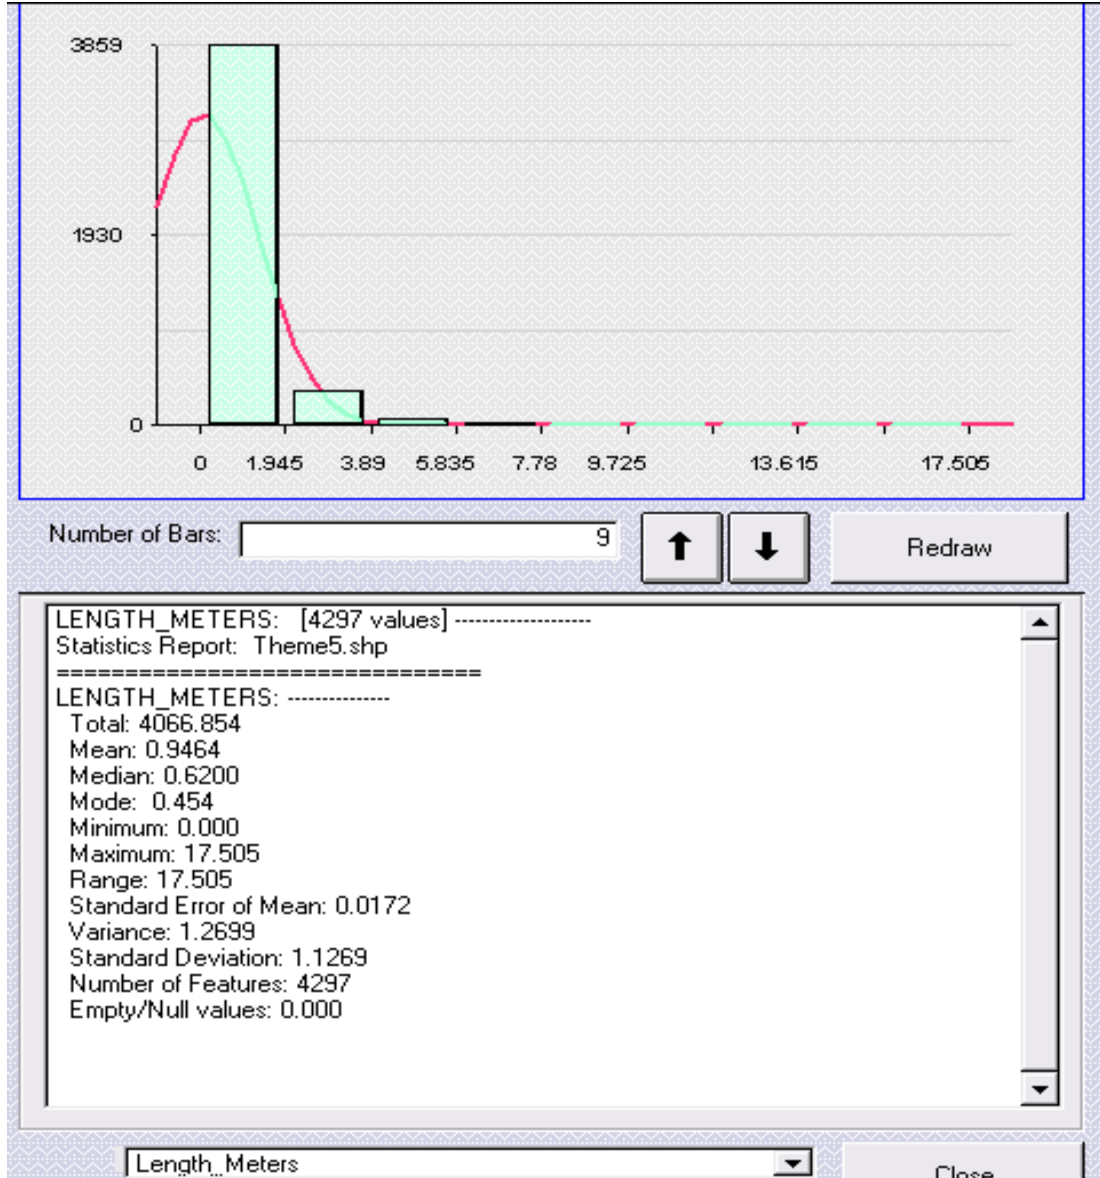 3859
1930
0
0 1.945 3.89 5.835 7.78 9.725 13.615 17.505
Number of Bars: 9 Redraw
LENGTH_METERS: [4297 values] -------------------
Statistics Report: Theme5.shp
===============================
LENGTH_METERS: ---------------
Total: 4066.854
Mean: 0.9464
Median: 0.6200
Mode: 0.454
Minimum: 0.000
Maximum: 17.505
Range: 17.505
Standard Error of Mean: 0.0172
Variance: 1.2699
Standard Deviation: 1.1269
Number of Features: 4297
Empty/Null values: 0.000
Length_Meters Close